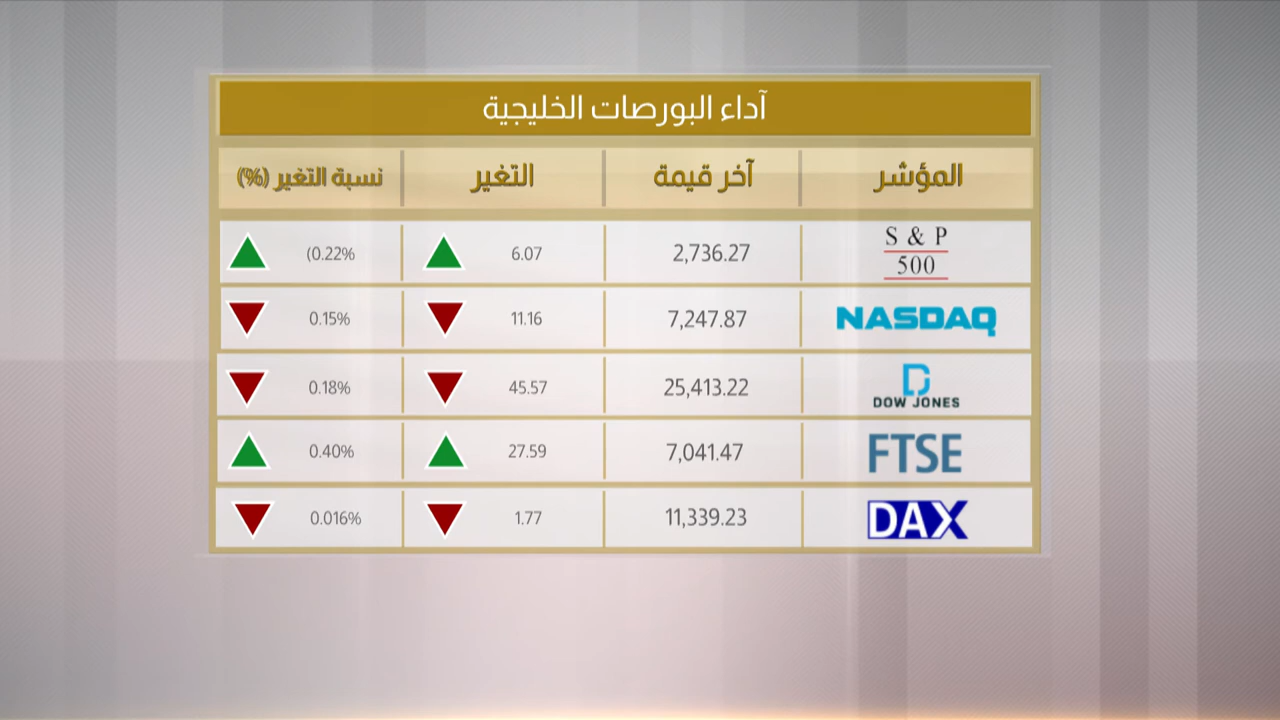 آداء البورصات الخليجية
المؤشر آخر قيمة التغير نسبة التغير (%)
S & P
500 2,736.27 6.07 (0.22%
NASDAQ 7,247.87 11.16 0.15%
DOW JONES 25,413.22 45.57 0.18%
FTSE 7,041.47 27.59 0.40%
DAX 11,339.23 1.77 0.016%